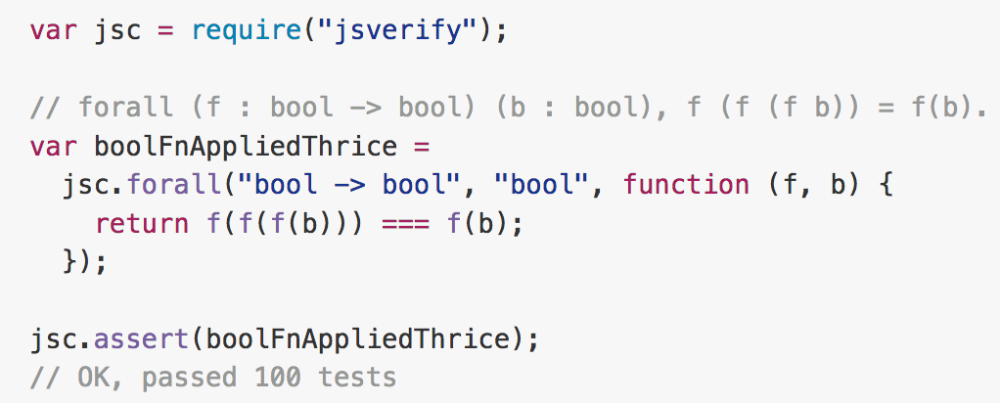 var jsc = require("jsverify");

// forall (f : bool -> bool) (b : bool), f (f (f b)) = f(b).
var boolFnAppliedThrice =
  jsc.forall("bool -> bool", "bool", function (f, b) {
    return f(f(f(b))) === f(b);
  });

jsc.assert(boolFnAppliedThrice);
// OK, passed 100 tests